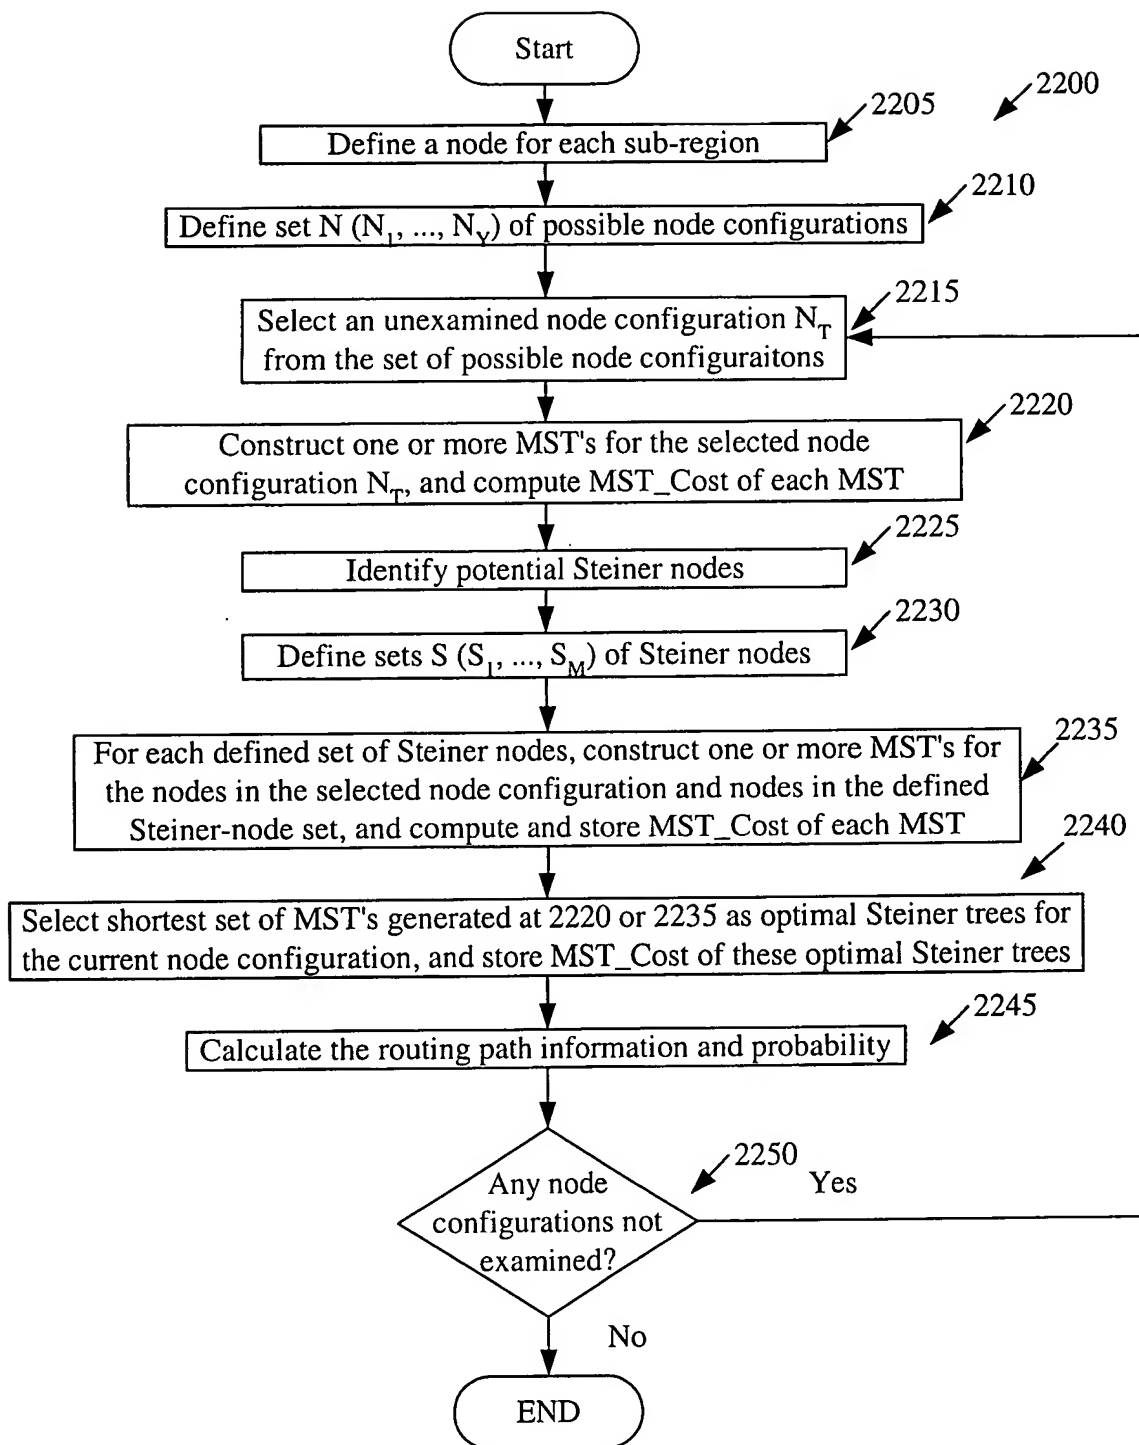 Start
2200
2205
Define a node for each sub-region
2210
Define set N (N1, ..., NY) of possible node configurations
2215
Select an unexamined node configuration NT
from the set of possible node configuraitons
2220
Construct one or more MST's for the selected node
configuration NT, and compute MST_Cost of each MST
2225
Identify potential Steiner nodes
2230
Define sets S (S1, ..., SM) of Steiner nodes
2235
For each defined set of Steiner nodes, construct one or more MST's for
the nodes in the selected node configuration and nodes in the defined
Steiner-node set, and compute and store MST_Cost of each MST
2240
Select shortest set of MST's generated at 2220 or 2235 as optimal Steiner trees for
the current node configuration, and store MST_Cost of these optimal Steiner trees
2245
Calculate the routing path information and probability
2250
Yes
Any node
configurations not
examined?
No
END